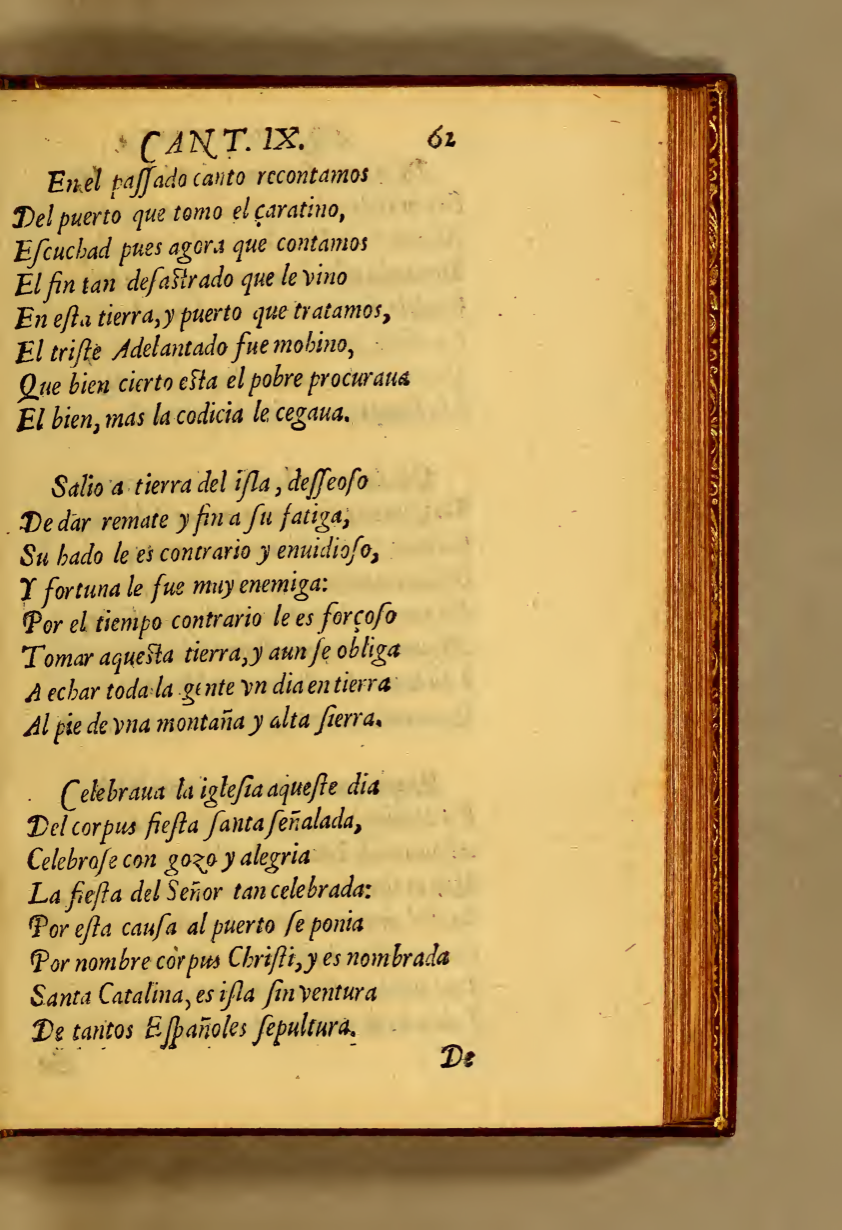 CANT. IX. 62
En el paſſado canto recontamos
Del puerto que tomo el çaratino,
Eſcuchad pues agora que contamos
El fin tan deſaſtrado que le vino
En eſta tierra, y puerto que tratamos,
El triſte Adelantado fue mohino,
Que bien cierto eſta el pobre procuraua
El bien, mas la codicia le cegaua.

Salio a tierra del iſla, deſſeoſo
De dar remate y fin a ſu fatiga,
Su hado le es contrario y enuidioſo,
Y fortuna le fue muy enemiga:
Por el tiempo contrario le es forçoſo
Tomar aqueſta tierra, y aun ſe obliga
A echar toda la gente vn dia en tierra
Al pie de vna montaña y alta ſierra.

Celebraua la igleſia aqueſte dia
Del corpus fieſta ſanta ſeñalada,
Celebroſe con gozo y alegria
La fieſta del Señor tan celebrada:
Por eſta cauſa al puerto ſe ponia
Por nombre corpus Chriſti, y es nombrada
Santa Catalina, es iſla ſin ventura
De tantos Eſpañoles ſepultura.
De